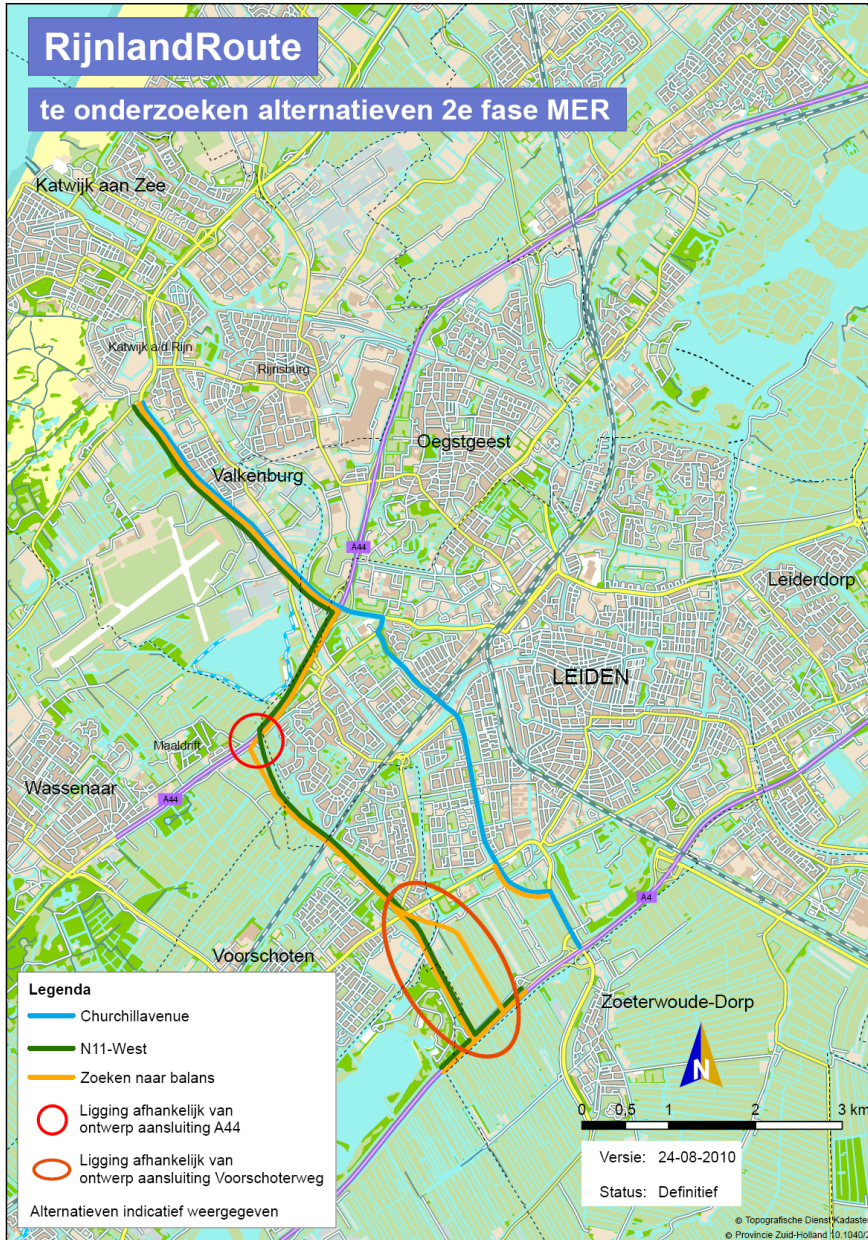 RijnlandRoute
te onderzoeken alternatieven 2e fase MER
Katwijk aan Zee
Katwijk a/d Rijn
Rijnsburg
Oegstgeest
Valkenburg
A44
Leiderdorp
LEIDEN
Maaldrift
Wassenaar
A44
A4
Voorschoten
Zoeterwoude-Dorp
Legenda
Churchillavenue
N11-West
Zoeken naar balans
Ligging afhankelijk van
ontwerp aansluiting A44
Ligging afhankelijk van
ontwerp aansluiting Voorschoterweg
Alternatieven indicatief weergegeven
N
0 0,5 1 2 3 km
Versie: 24-08-2010
Status: Definitief
© Topografische Dienst Kadaster
© Provincie Zuid-Holland 10.1040/